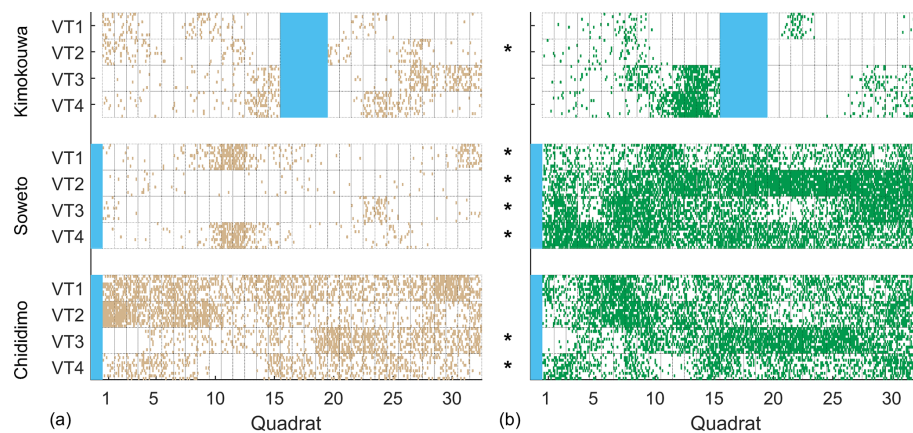 Kimokouwa
VT1
VT2
*
VT3
VT4
Soweto
VT1
*
VT2
*
VT3
*
VT4
*
Chididimo
VT1
VT2
VT3
*
VT4
*
1 5 10 15 20 25 30
1 5 10 15 20 25 30
(a) Quadrat
(b) Quadrat